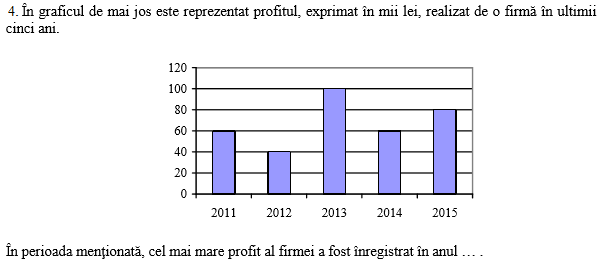 4. În graficul de mai jos este reprezentat profitul, exprimat în mii lei, realizat de o firmă în ultimii
cinci ani.
120
100
80
60
40
20
0
2011 2012 2013 2014 2015
În perioada menţionată, cel mai mare profit al firmei a fost înregistrat în anul … .